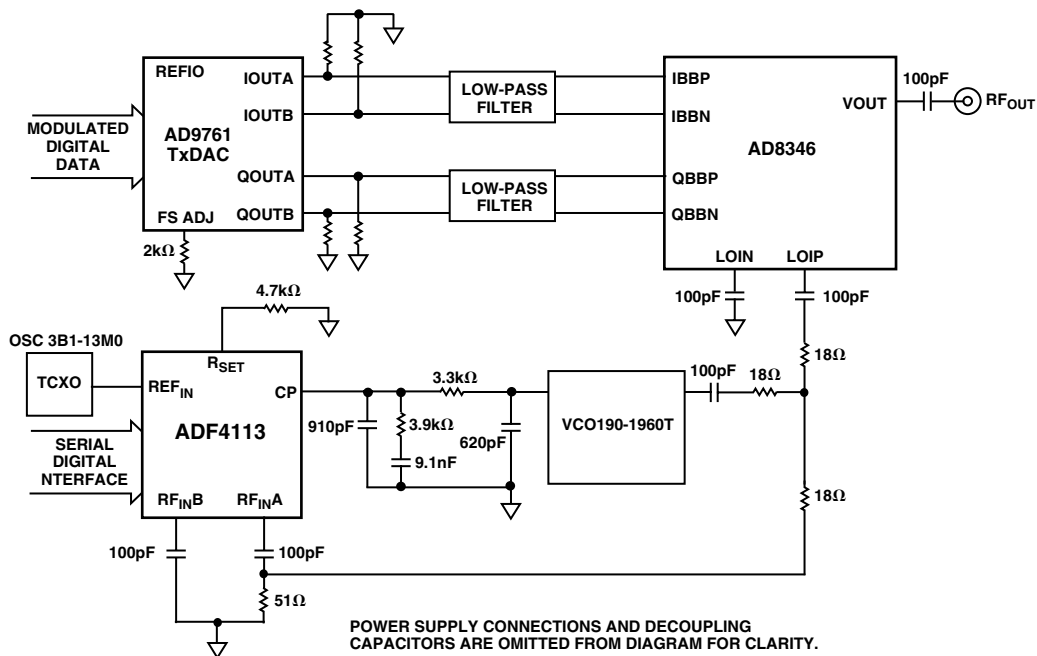 REFIO
IOUTA
IOUTB
QOUTA
QOUTB
FS ADJ
AD9761
TxDAC
MODULATED
DIGITAL
DATA
2kΩ
LOW-PASS
FILTER
LOW-PASS
FILTER
IBBP
IBBN
QBBP
QBBN
AD8346
VOUT
LOIN
LOIP
100pF
RFOUT
100pF
100pF
18Ω
4.7kΩ
OSC 3B1-13M0
TCXO
RSET
REFIN
CP
ADF4113
SERIAL
DIGITAL
NTERFACE
RFINB
RFINA
3.3kΩ
910pF
3.9kΩ
9.1nF
620pF
VCO190-1960T
100pF
18Ω
18Ω
100pF
100pF
51Ω
POWER SUPPLY CONNECTIONS AND DECOUPLING
CAPACITORS ARE OMITTED FROM DIAGRAM FOR CLARITY.